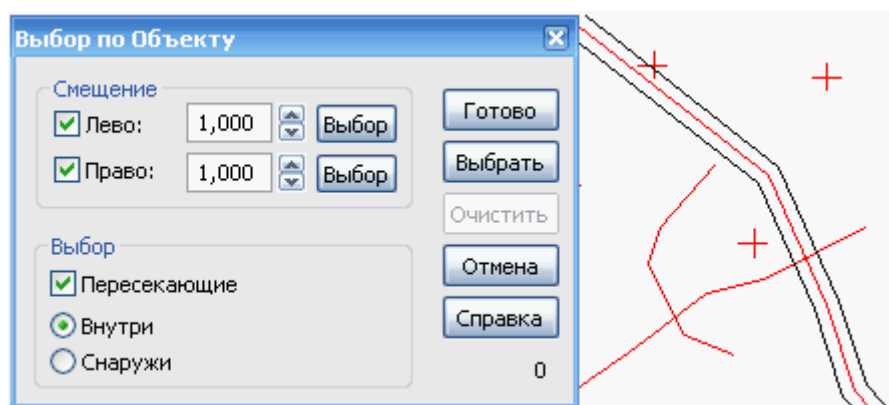 Выбор по Объекту
Смещение
Лево: 1,000 Выбор
Право: 1,000 Выбор
Выбор
Пересекающие
Внутри
Снаружи
Готово
Выбрать
Очистить
Отмена
Справка
0